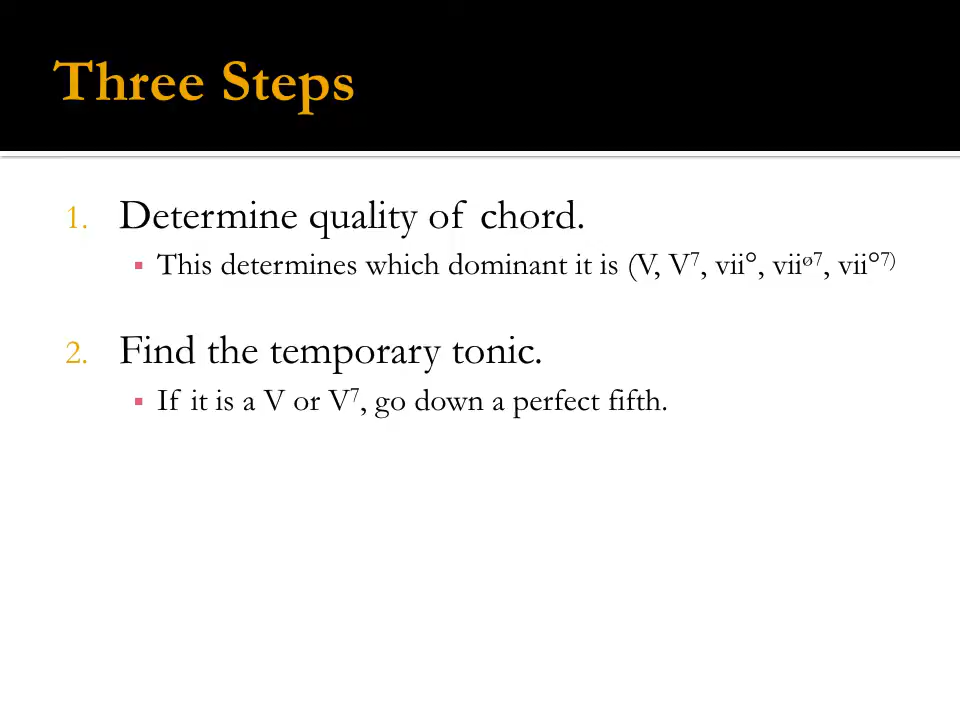 Three Steps
1. Determine quality of chord.
▪ This determines which dominant it is (V, V⁷, vii°, viiø⁷, vii°⁷⁾
2. Find the temporary tonic.
▪ If it is a V or V⁷, go down a perfect fifth.